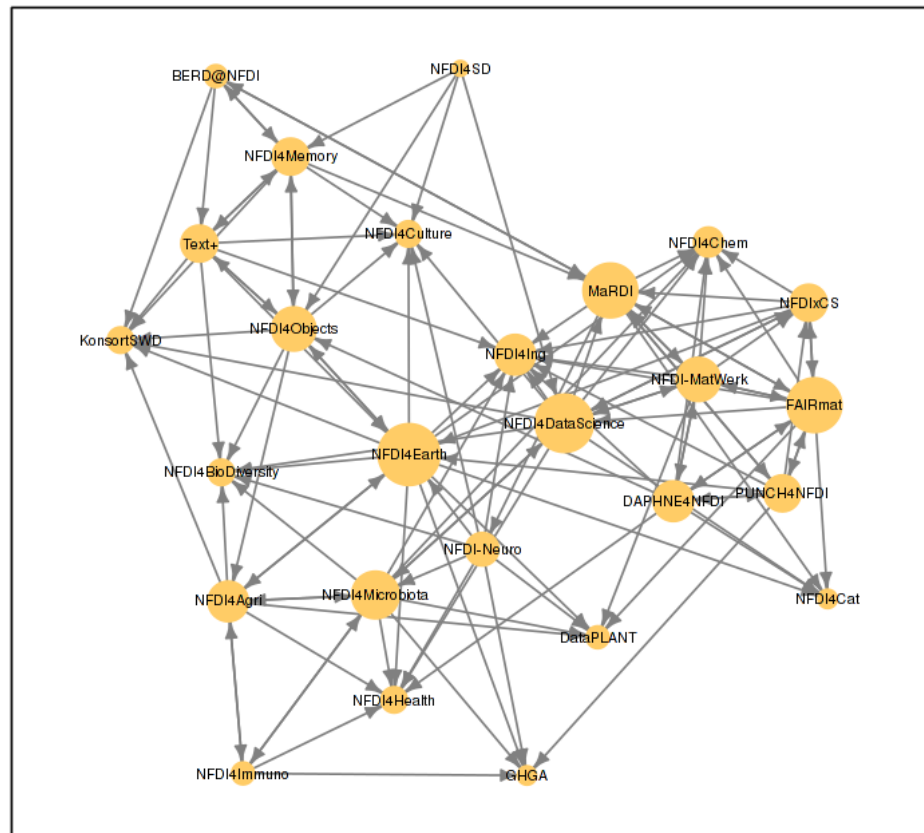 NFDI4SD
BERD@NFDI
NFDI4Memory
NFDI4Culture
Text+
NFDI4Chem
MaRDI
NFDIxCS
NFDI4Objects
KonsortSWD
NFDI4Ing
NFDI-MatWerk
FAIRmat
NFDI4DataScience
NFDI4Earth
NFDI4BioDiversity
PUNCH4NFDI
DAPHNE4NFDI
NFDI-Neuro
NFDI4Microbiota
NFDI4Agri
NFDI4Cat
DataPLANT
NFDI4Health
NFDI4Immuno
GHGA